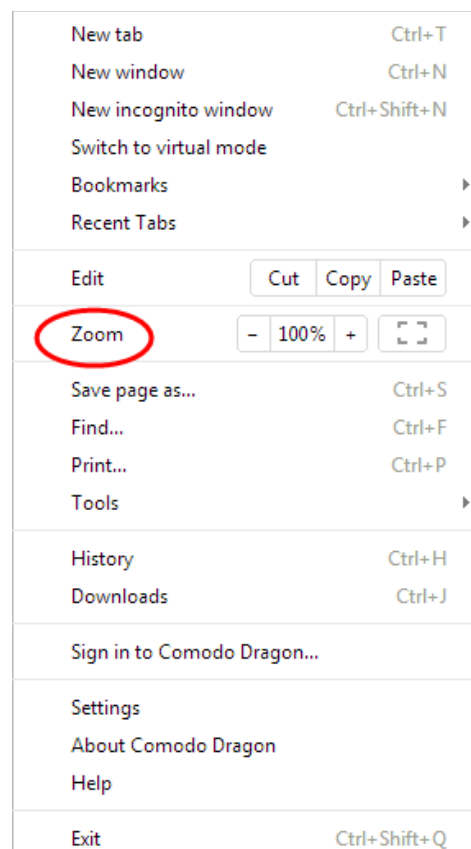 New tab Ctrl+T
New window Ctrl+N
New incognito window Ctrl+Shift+N
Switch to virtual mode
Bookmarks
Recent Tabs
Edit Cut Copy Paste
Zoom - 100% +
Save page as... Ctrl+S
Find... Ctrl+F
Print... Ctrl+P
Tools
History Ctrl+H
Downloads Ctrl+J
Sign in to Comodo Dragon...
Settings
About Comodo Dragon
Help
Exit Ctrl+Shift+Q